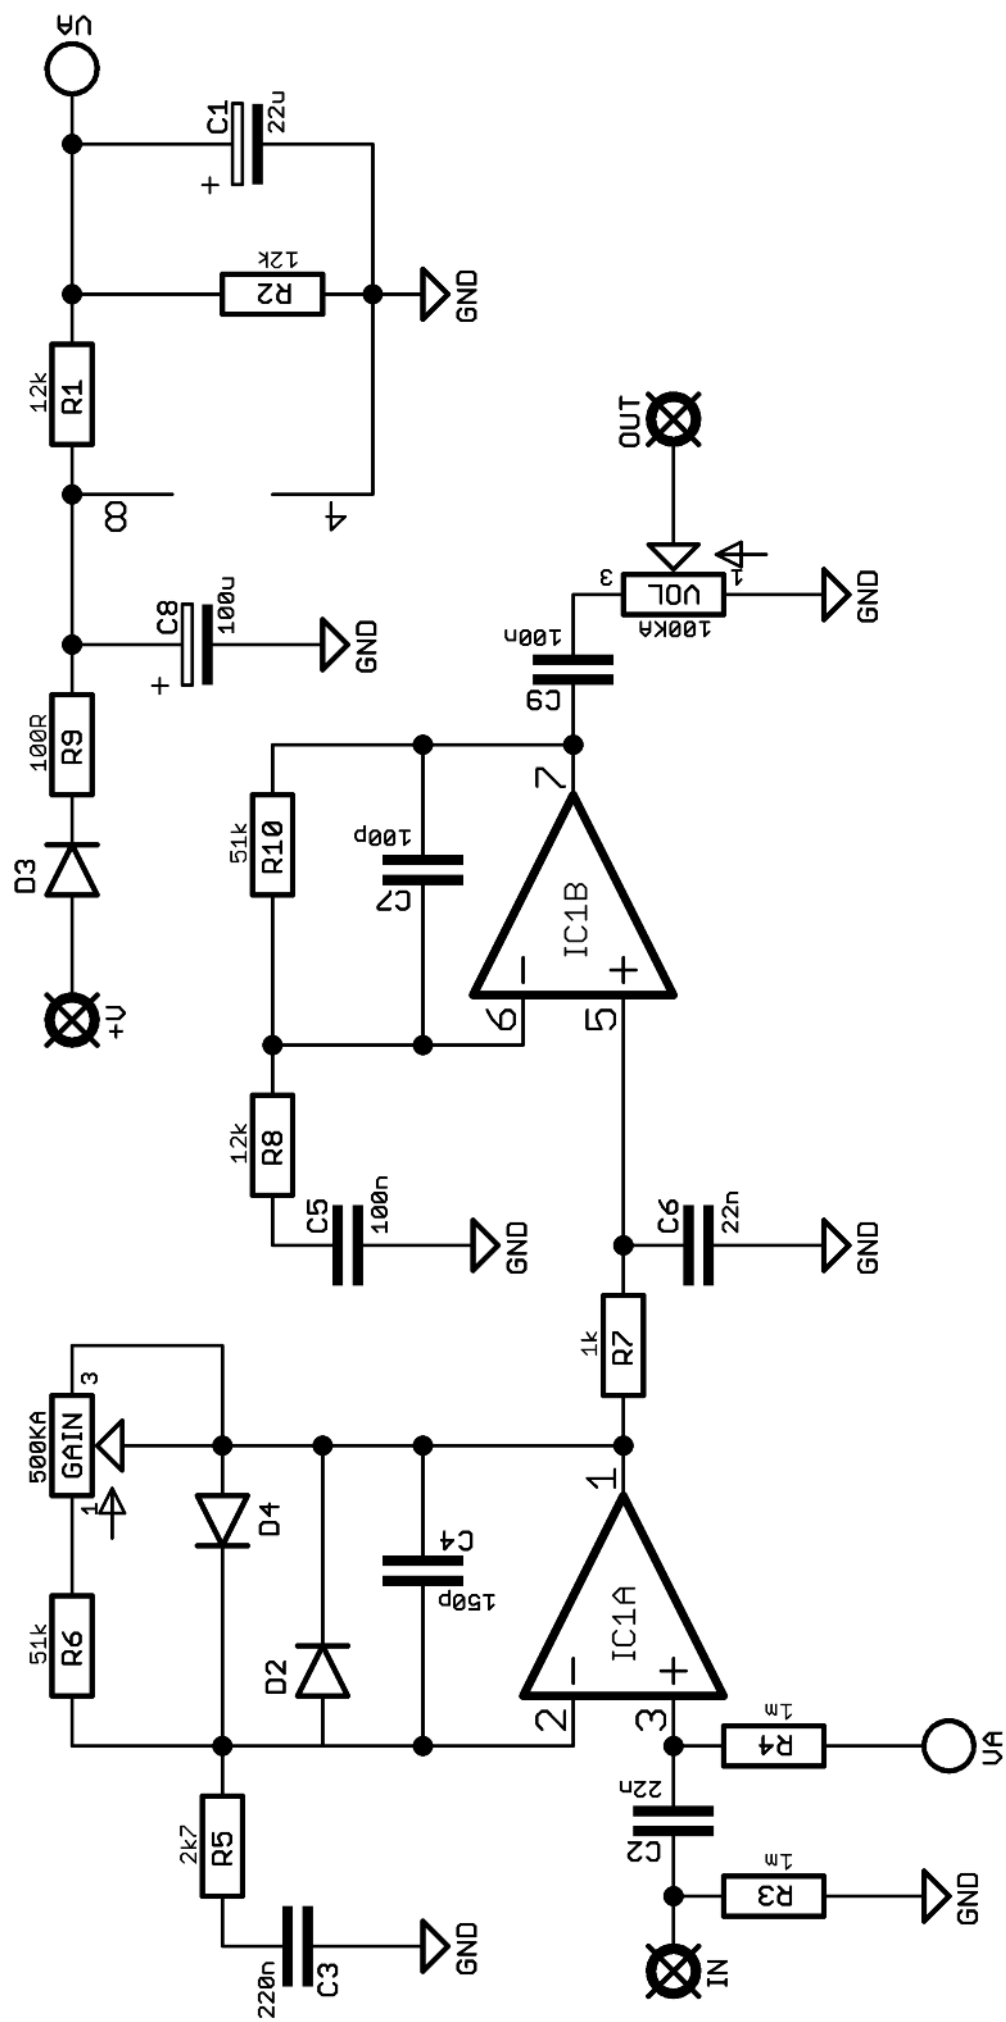 220n
C3
GND
2k7
R5
51k
R6
1
500KA
GAIN
3
D4
D2
C4
150p
2
3
1
IC1A
-
+
IN
R3
1m
GND
C2
22n
R4
1m
VA
1k
R7
C6
22n
GND
C5
100n
GND
12k
R8
51k
R10
C7
100p
6
5
7
IC1B
-
+
C9
100n
3
VOL
100KA
1
GND
OUT
+V
D3
100R
R9
+
C8
100u
GND
8
4
12k
R1
R2
12k
GND
+
C1
22u
VA